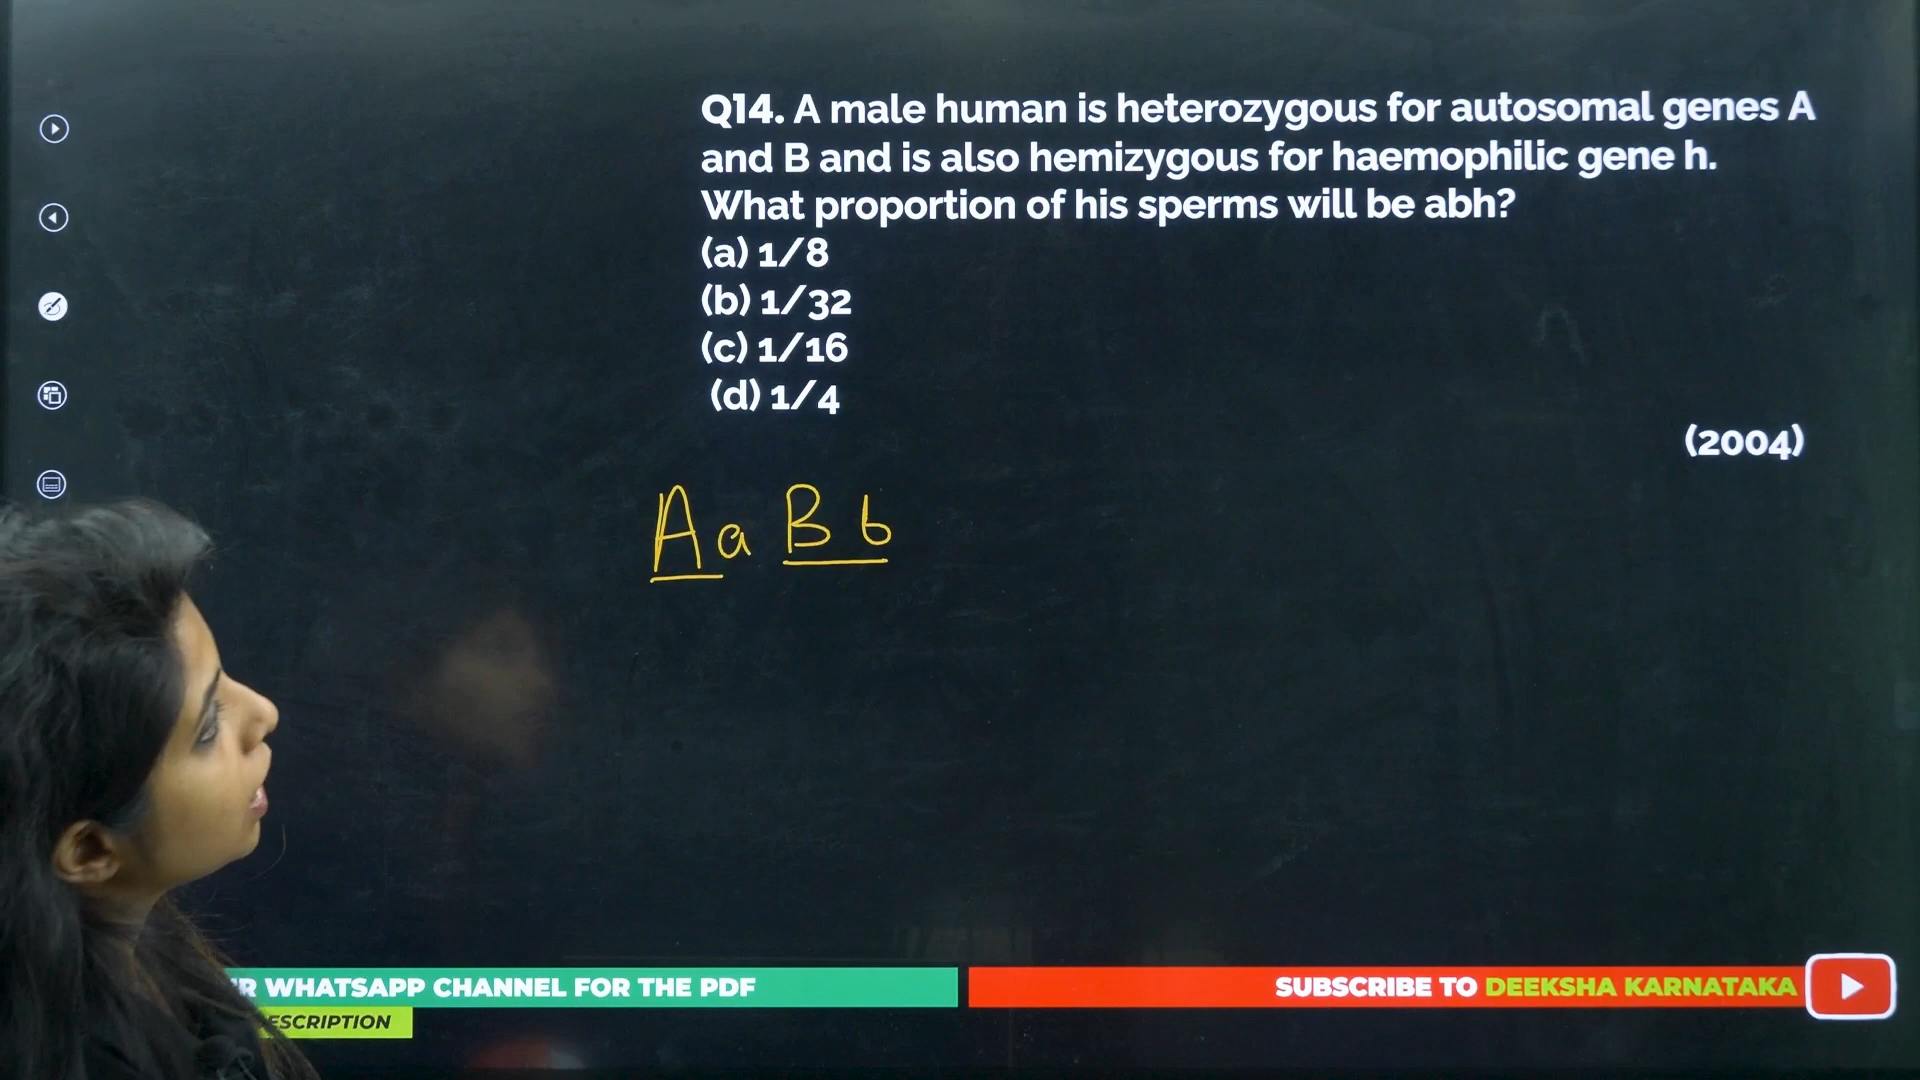 Q14. A male human is heterozygous for autosomal genes A
and B and is also hemizygous for haemophilic gene h.
What proportion of his sperms will be abh?
(a) 1/8
(b) 1/32
(c) 1/16
(d) 1/4
(2004)
Aa Bb
R WHATSAPP CHANNEL FOR THE PDF
ESCRIPTION
SUBSCRIBE TO DEEKSHA KARNATAKA